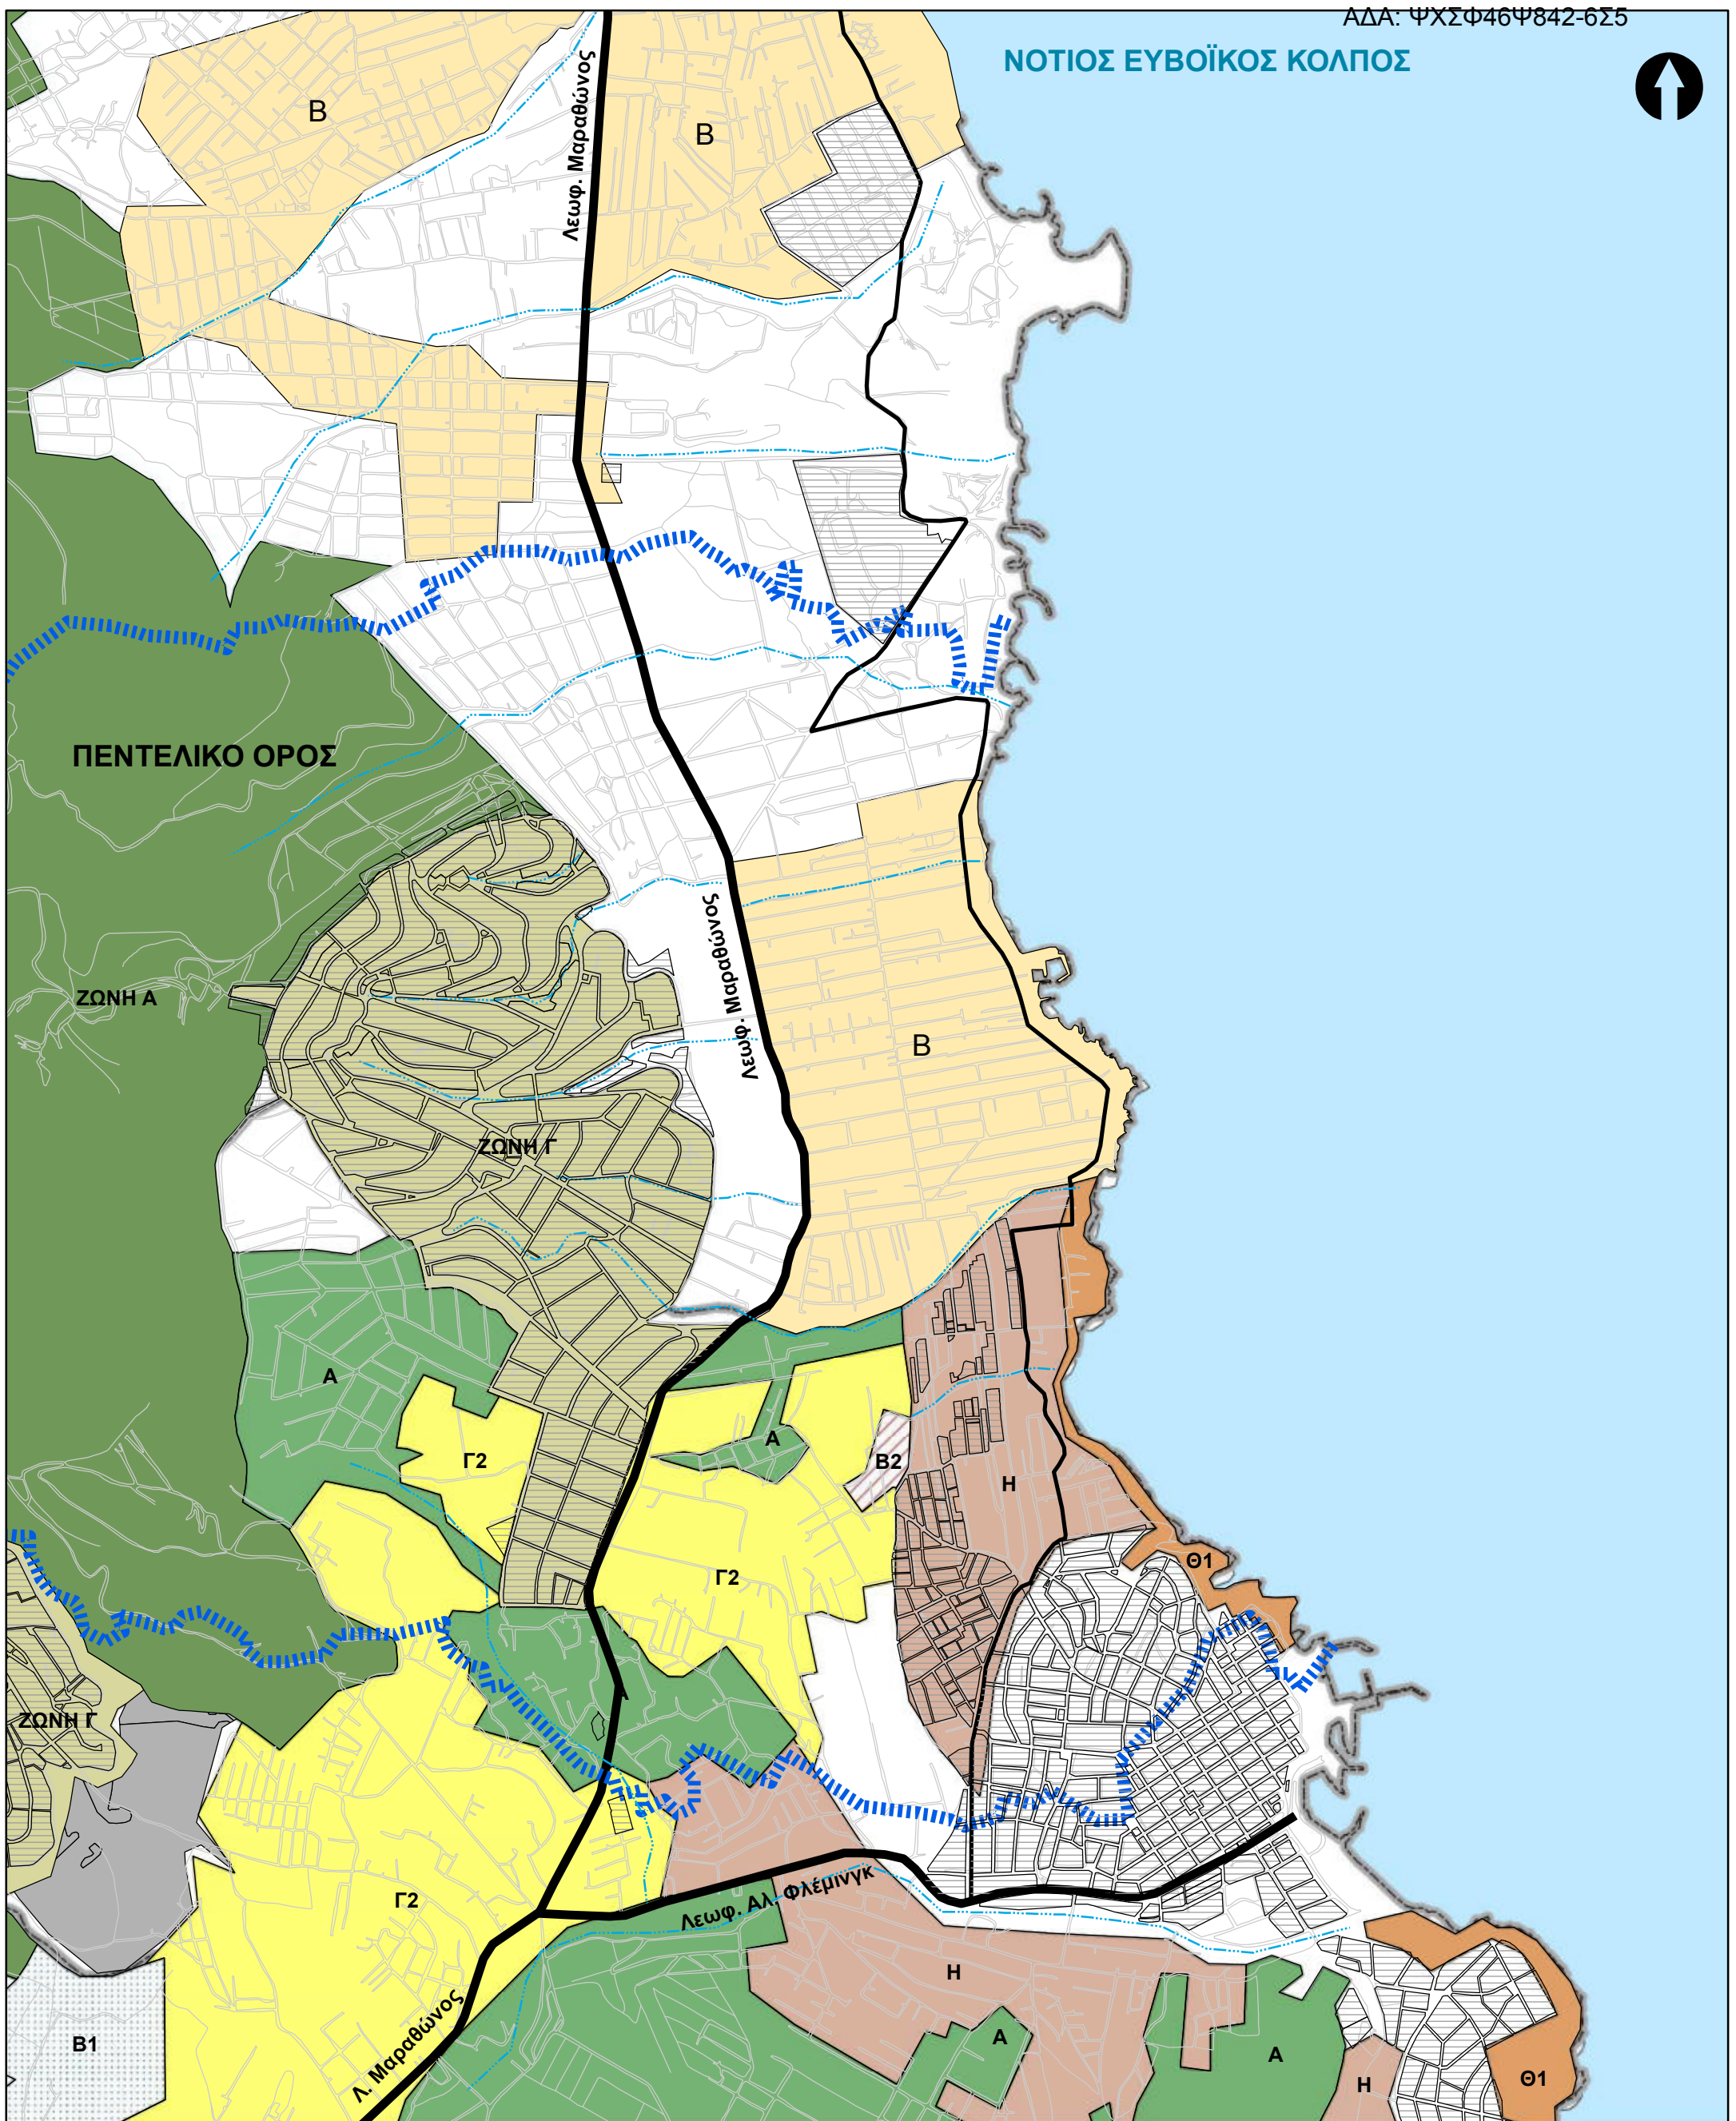 ΑΔΑ: ΨΧΣΦ46Ψ842-6Σ5
ΝΟΤΙΟΣ ΕΥΒΟΪΚΟΣ ΚΟΛΠΟΣ
Β
Β
Λεωφ. Μαραθώνος
ΠΕΝΤΕΛΙΚΟ ΟΡΟΣ
Λεωφ. Μαραθώνος
ΖΩΝΗ Α
Β
ΖΩΝΗ Γ
Α
Α
Γ2
Β2
Η
Θ1
Γ2
Α
ΖΩΝΗ Γ
Γ2
Λεωφ. Αλ. Φλέμινγκ
Η
Λ. Μαραθώνος
Α
Β1
Α
Η
Θ1